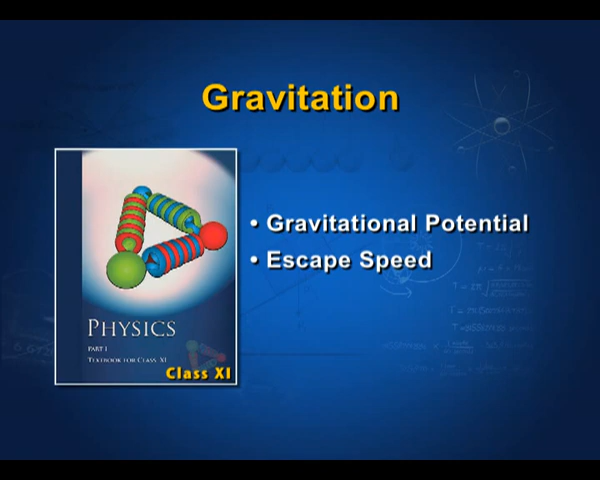 Gravitation
• Gravitational Potential
• Escape Speed
PHYSICS
PART I
TEXTBOOK FOR CLASS XI
Class XI